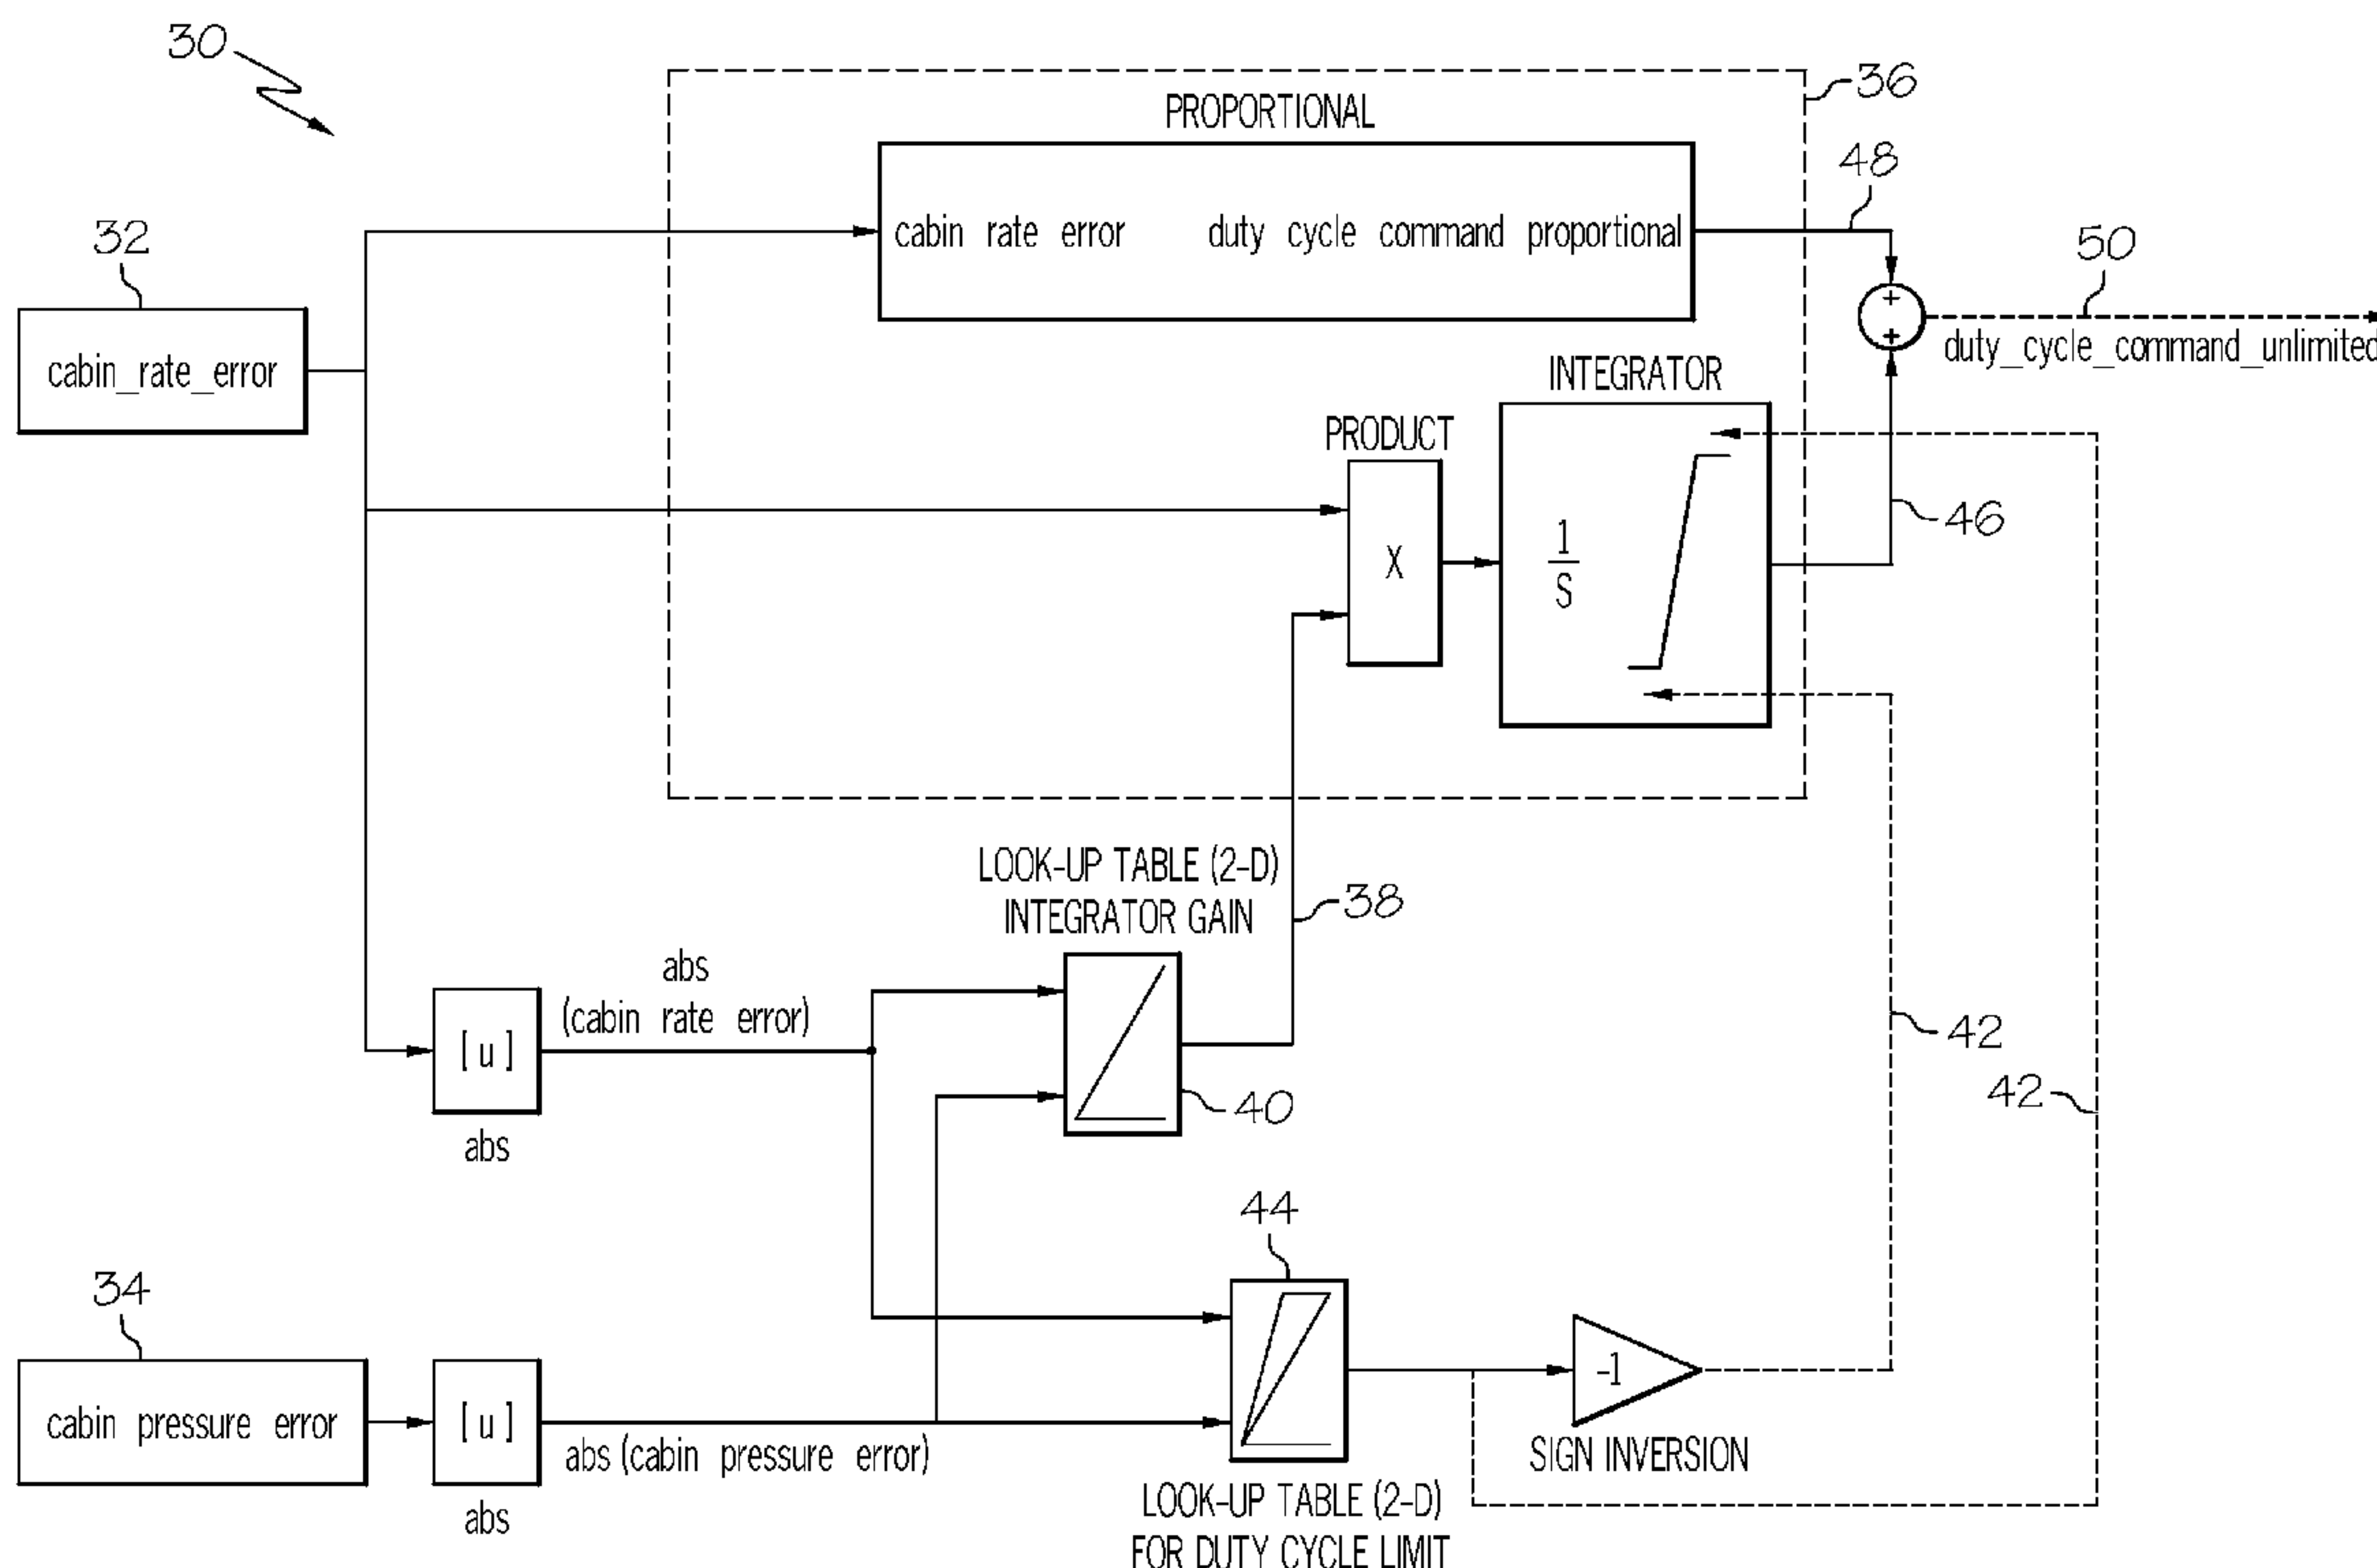 30
36
PROPORTIONAL
48
cabin rate error duty cycle command proportional
32
50
+
+
duty_cycle_command_unlimited
cabin_rate_error
INTEGRATOR
PRODUCT
46
X
1
S
LOOK-UP TABLE (2-D)
INTEGRATOR GAIN
38
abs
(cabin rate error)
[u]
40
42
42
abs
44
34
cabin pressure error
[u]
abs (cabin pressure error)
-1
SIGN INVERSION
abs
LOOK-UP TABLE (2-D)
FOR DUTY CYCLE LIMIT